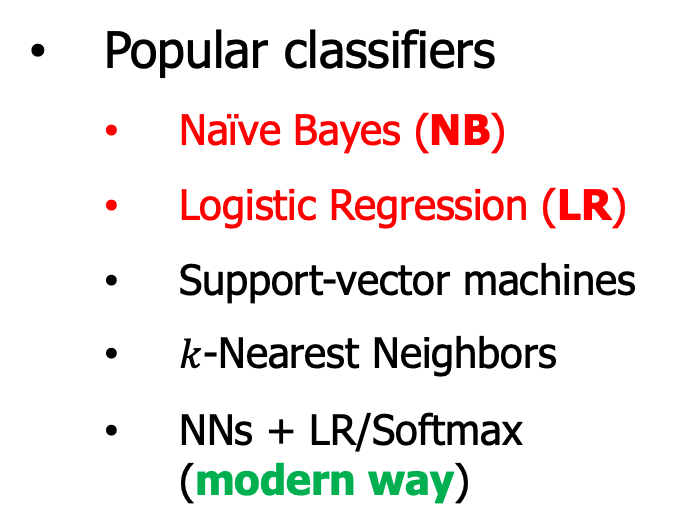 • Popular classifiers
• Naïve Bayes (NB)
• Logistic Regression (LR)
• Support-vector machines
• k-Nearest Neighbors
• NNs + LR/Softmax
(modern way)